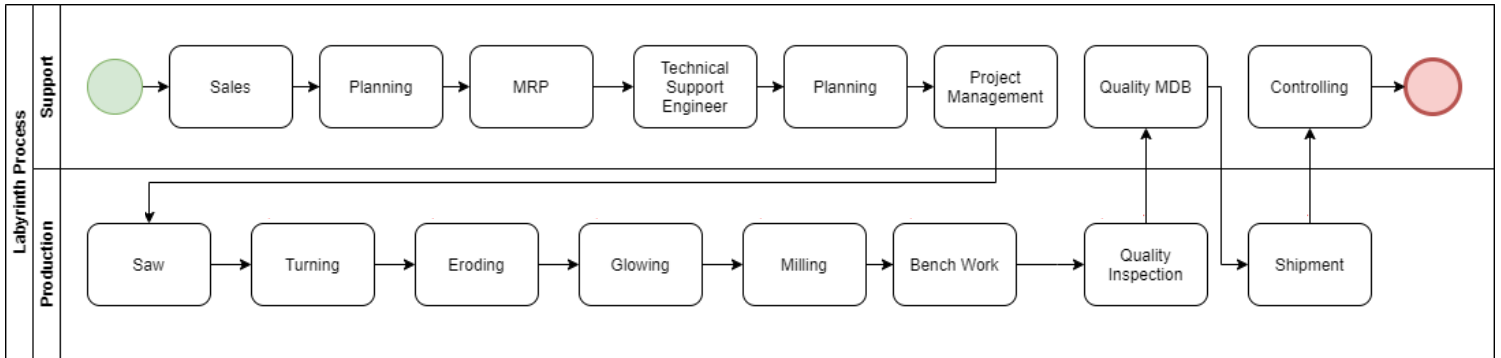 Labyrinth Process
Support
Sales
Planning
MRP
Technical
Support
Engineer
Planning
Project
Management
Quality MDB
Controlling
Production
Saw
Turning
Eroding
Glowing
Milling
Bench Work
Quality
Inspection
Shipment